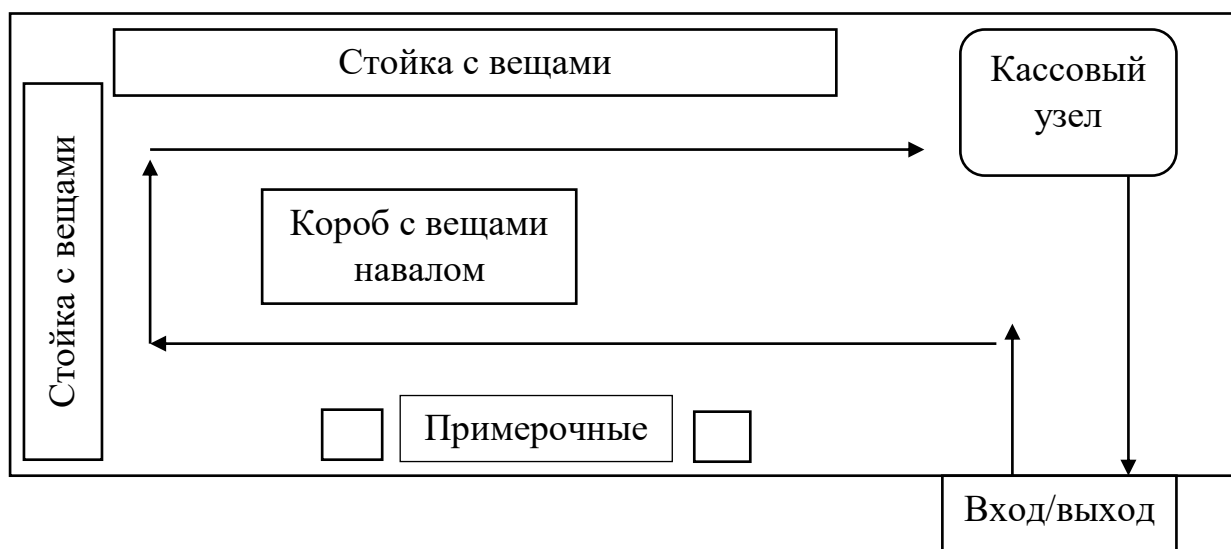 Стойка с вещами
Кассовый
узел
Стойка с вещами
Короб с вещами
навалом
Примерочные
Вход/выход